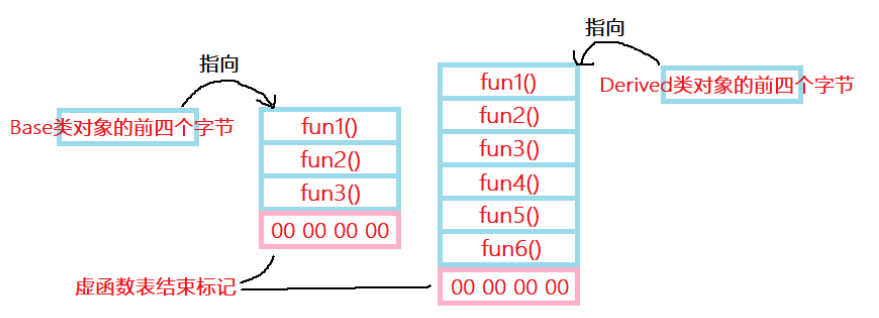 指向
Base类对象的前四个字节
fun1()
fun2()
fun3()
00 00 00 00
虚函数表结束标记
指向
Derived类对象的前四个字节
fun1()
fun2()
fun3()
fun4()
fun5()
fun6()
00 00 00 00